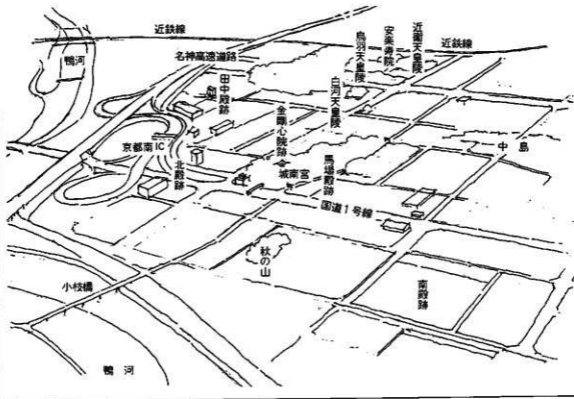 近鉄線
近鉄線
鴨河
名神高速道路
鳥羽天皇陵
安楽寿院
近衛天皇陵
田中殿跡
白河天皇陵
金剛心院跡
京都南IC
北殿跡
城南宮
馬場殿跡
中島
国道1号線
秋の山
小枝橋
南殿跡
鴨河